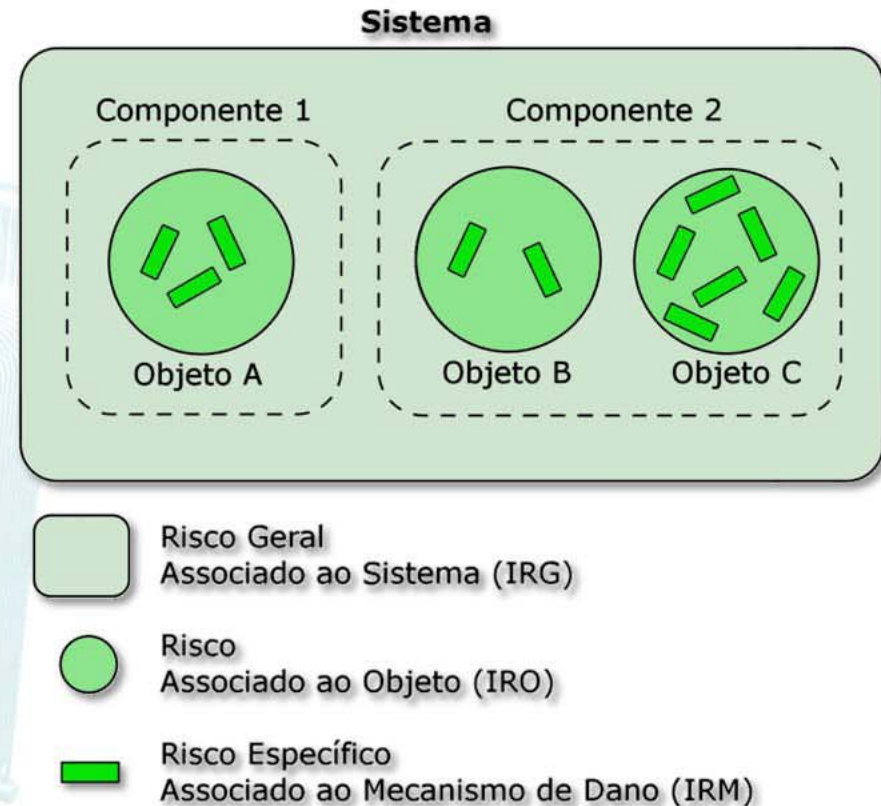 Sistema
Componente 1
Componente 2
Objeto A
Objeto B
Objeto C
Risco Geral
Associado ao Sistema (IRG)
Risco
Associado ao Objeto (IRO)
Risco Específico
Associado ao Mecanismo de Dano (IRM)